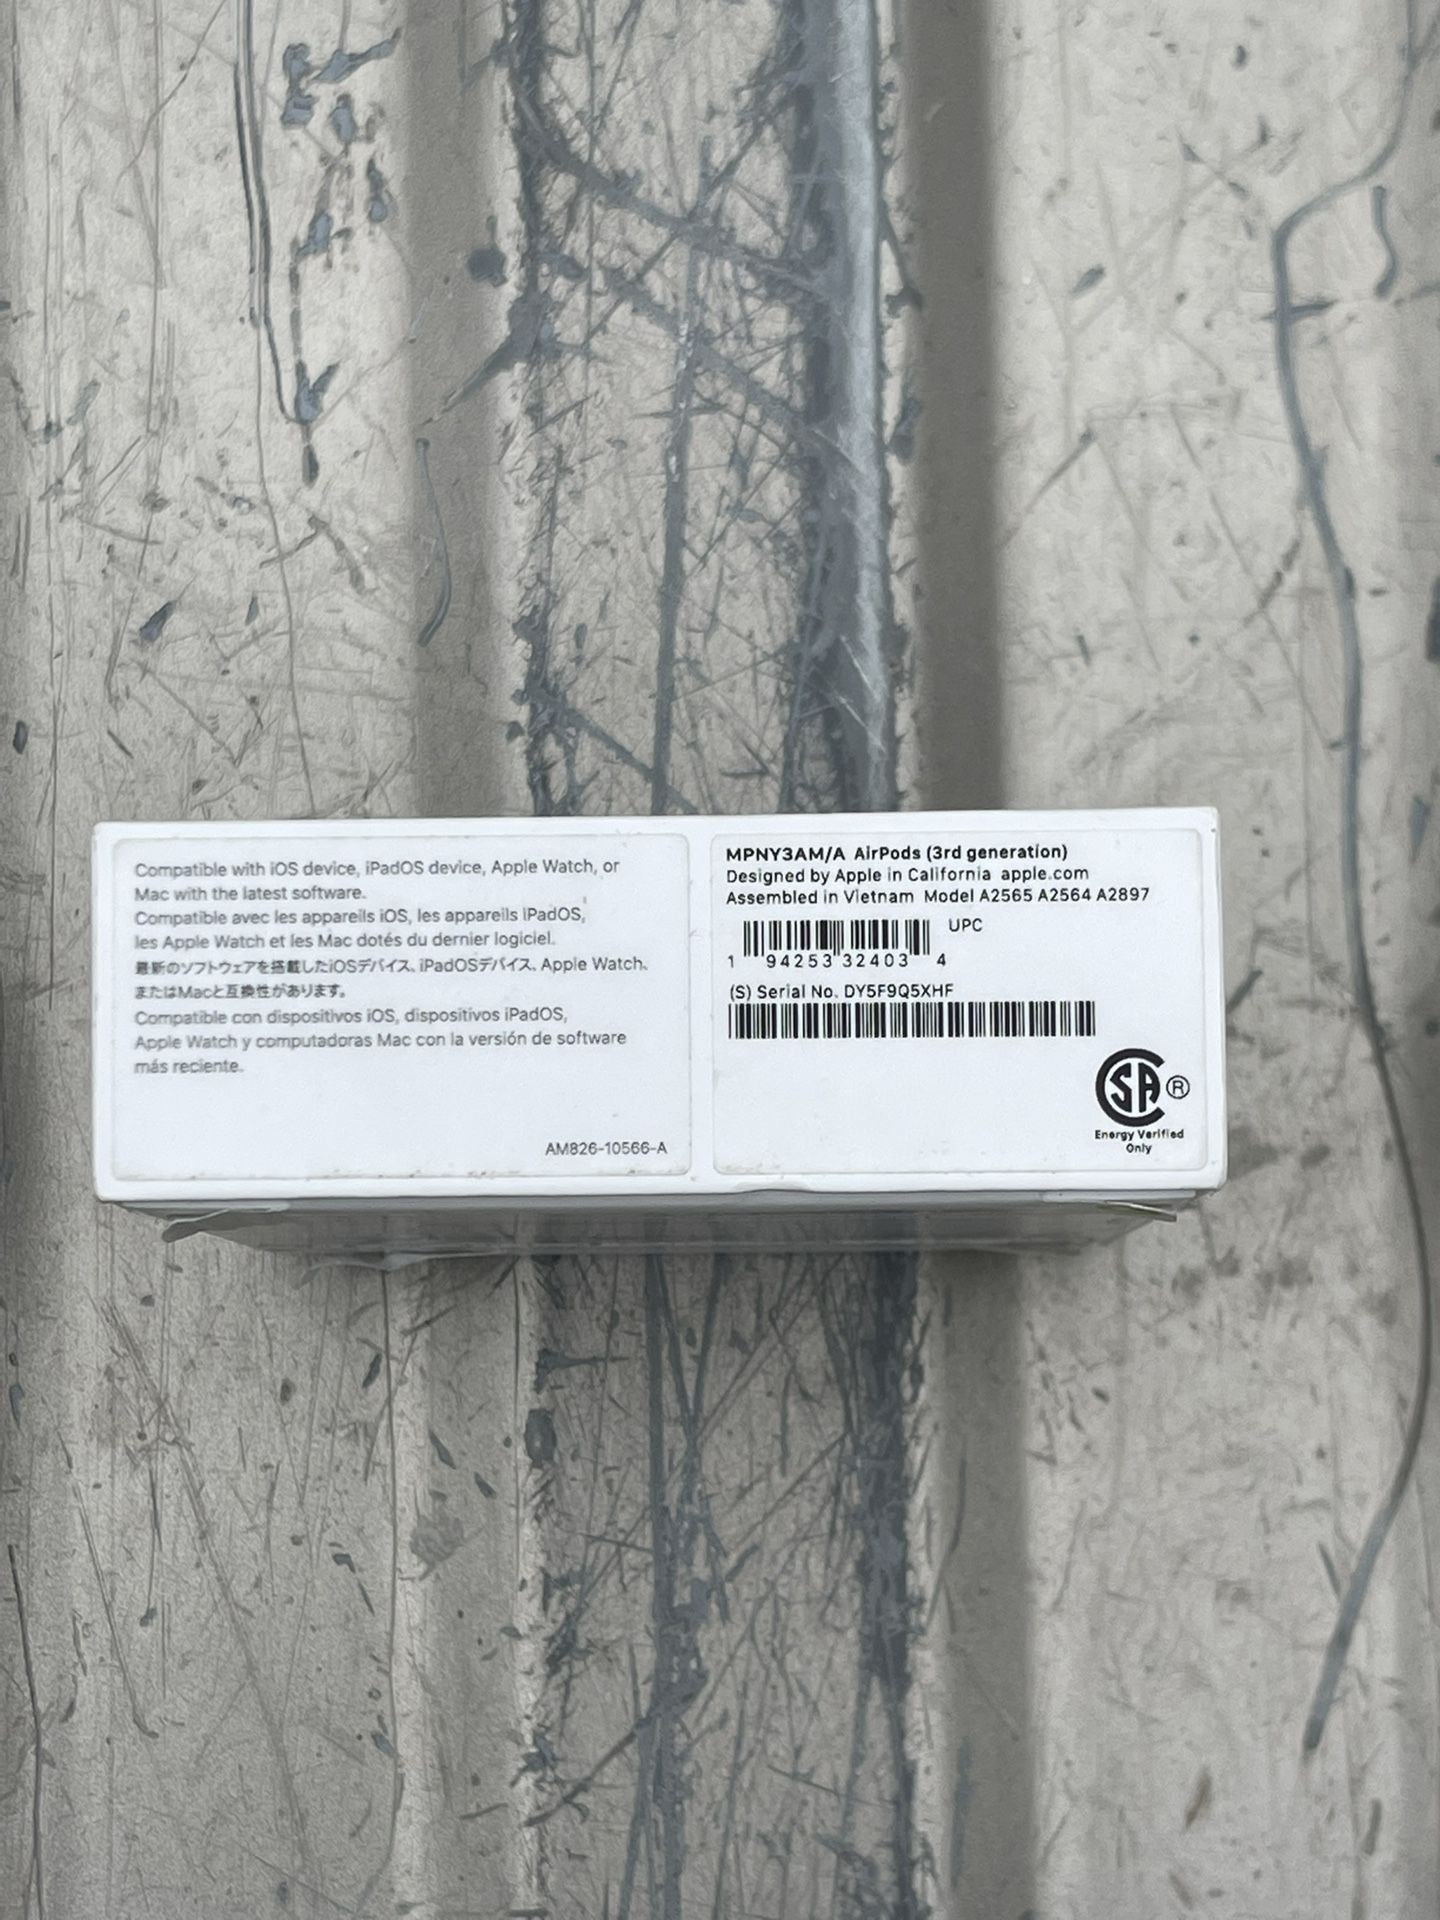 Compatible with iOS device, iPadOS device, Apple Watch, or
Mac with the latest software.
Compatible avec les appareils iOS, les appareils iPadOS,
les Apple Watch et les Mac dotés du dernier logiciel.
最新のソフトウェアを搭載したiOSデバイス、iPadOSデバイス、Apple Watch、
またはMacと互換性があります。
Compatible con dispositivos iOS, dispositivos iPadOS,
Apple Watch y computadoras Mac con la versión de software
más reciente.
AM826-10566-A
MPNY3AM/A AirPods (3rd generation)
Designed by Apple in California apple.com
Assembled in Vietnam Model A2565 A2564 A2897
UPC
1 94253 32403 4
(S) Serial No. DY5F9Q5XHF
SA ®
Energy Verified
Only